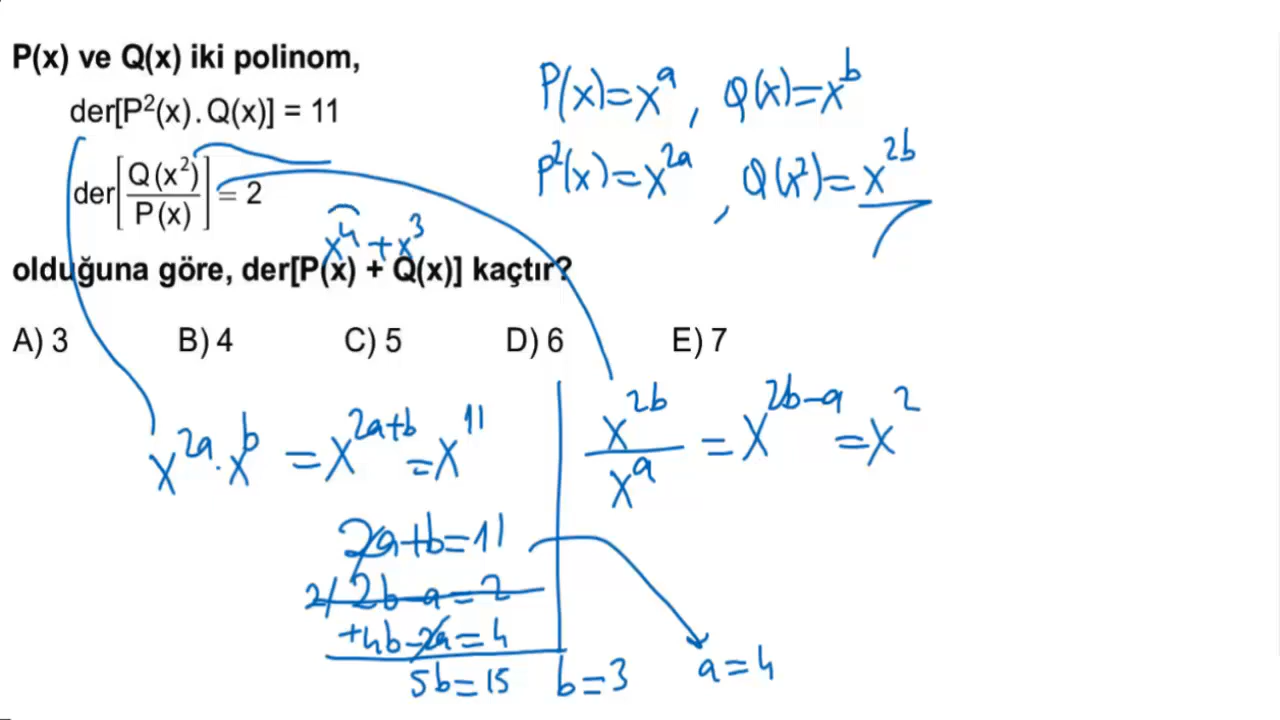 P(x) ve Q(x) iki polinom,
der[P²(x).Q(x)] = 11
der[Q(x²)/P(x)] = 2
olduğuna göre, der[P(x) + Q(x)] kaçtır?
A) 3 B) 4 C) 5 D) 6 E) 7
P(x)=x^a, Q(x)=x^b
P²(x)=x^2a, Q(x²)=x^2b
x^4+x^3
x^2a.x^b=x^2a+b=x^11
x^2b/x^a=x^2b-a=x^2
2a+b=11
2/ 2b-a=2
+4b-2a=4
5b=15 b=3 a=4